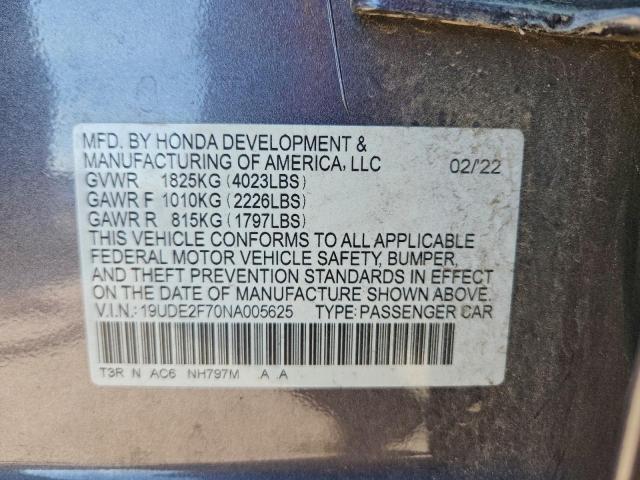 MFD. BY HONDA DEVELOPMENT &
MANUFACTURING OF AMERICA, LLC 02/22
GVWR 1825KG (4023LBS)
GAWR F 1010KG (2226LBS)
GAWR R 815KG (1797LBS)
THIS VEHICLE CONFORMS TO ALL APPLICABLE
FEDERAL MOTOR VEHICLE SAFETY, BUMPER,
AND THEFT PREVENTION STANDARDS IN EFFECT
ON THE DATE OF MANUFACTURE SHOWN ABOVE.
V.I.N.: 19UDE2F70NA005625 TYPE: PASSENGER CAR
T3R N AC6 NH797M .A .A